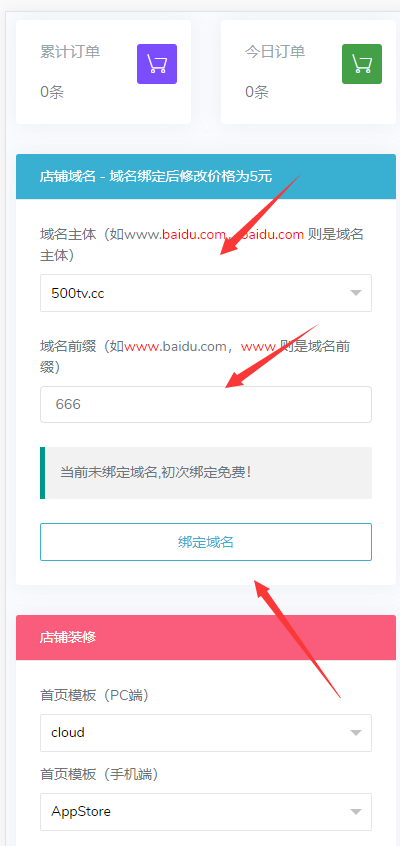 累计订单
今日订单
0条
0条
店铺域名 - 域名绑定后修改价格为5元
域名主体（如www.baidu.com，baidu.com 则是域名
主体）
500tv.cc
域名前缀（如www.baidu.com，www.则是域名前
缀）
666
当前未绑定域名,初次绑定免费！
绑定域名
店铺装修
首页模板（PC端）
cloud
首页模板（手机端）
AppStore